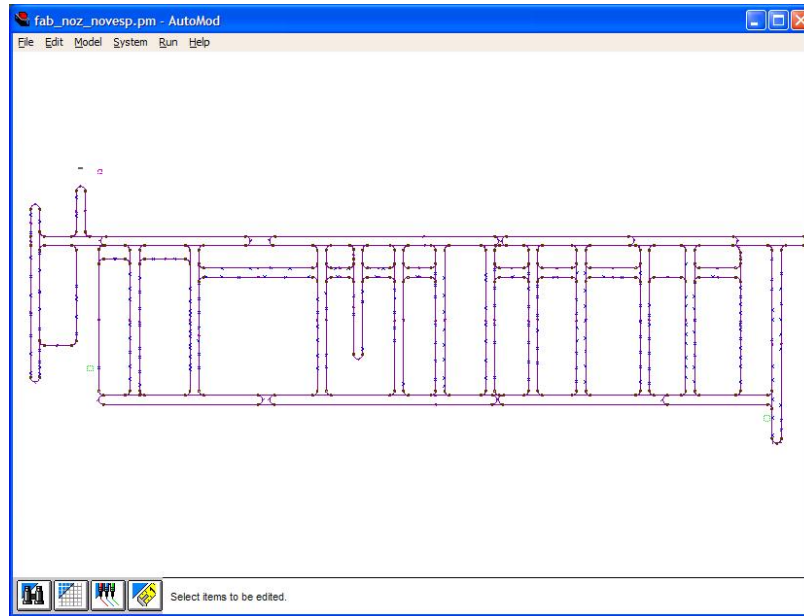 fab_noz_novesp.pm - AutoMod
File Edit Model System Run Help
Select items to be edited.